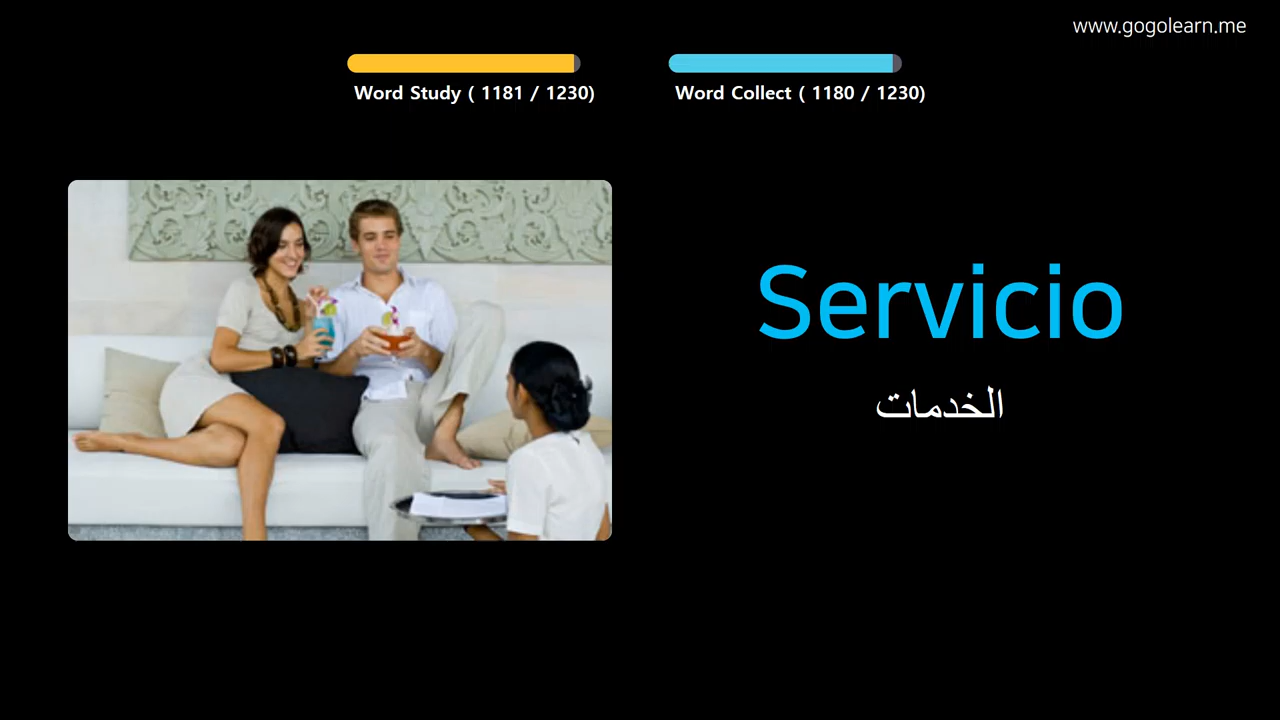 www.gogolearn.me
Word Study ( 1181 / 1230)
Word Collect ( 1180 / 1230)
Servicio
الخدمات